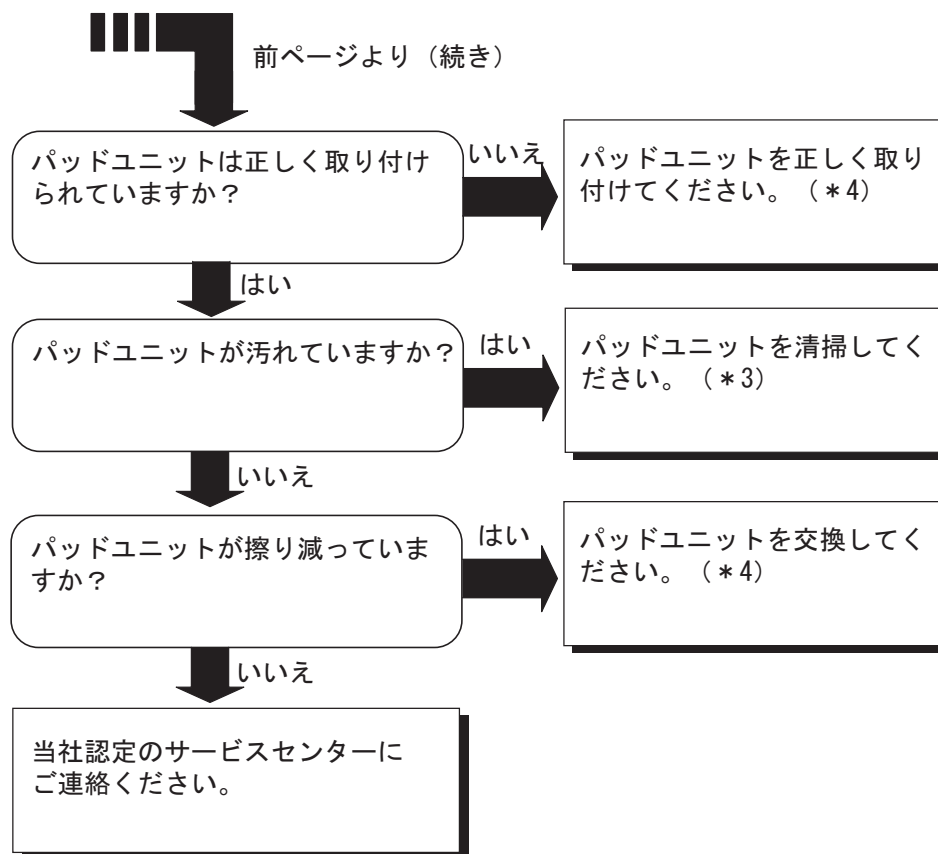 前ページより（続き）
パッドユニットは正しく取り付け
られていますか？
いいえ
パッドユニットを正しく取り
付けてください。（＊4）
はい
パッドユニットが汚れていますか？
はい
パッドユニットを清掃してく
ださい。（＊3）
いいえ
パッドユニットが擦り減っていま
すか？
はい
パッドユニットを交換してく
ださい。（＊4）
いいえ
当社認定のサービスセンターに
ご連絡ください。